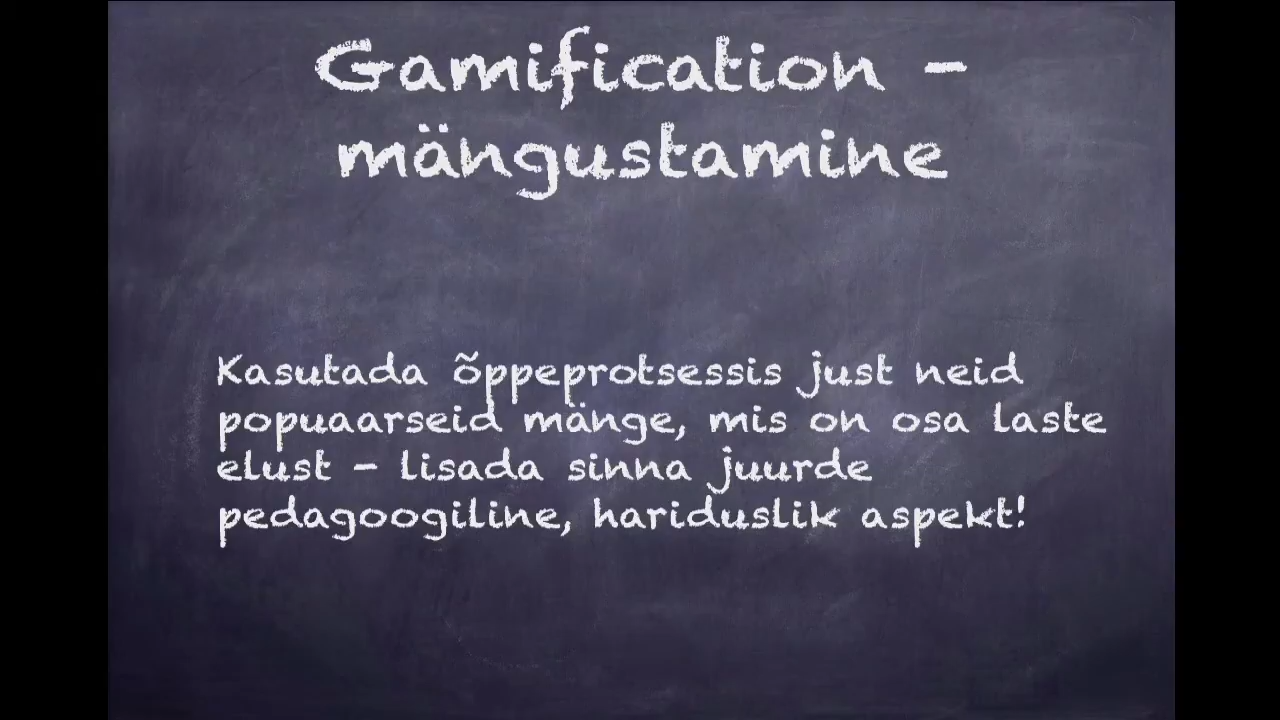 Gamification -
mängustamine
Kasutada õppeprotsessis just neid
popuaarseid mänge, mis on osa laste
elust - lisada sinna juurde
pedagoogiline, hariduslik aspekt!